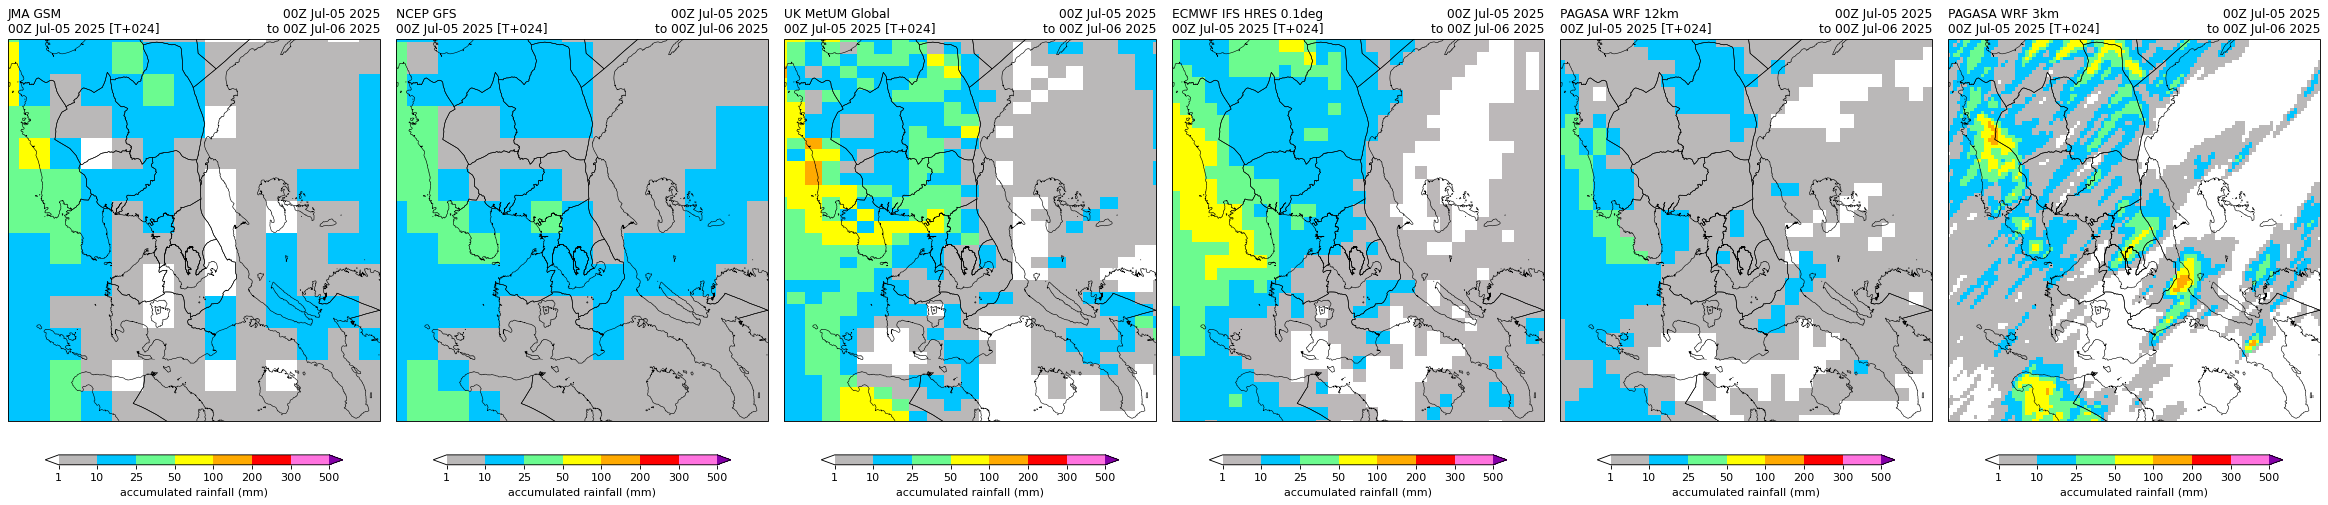 JMA GSM 00Z Jul-05 2025
00Z Jul-05 2025 [T+024] to 00Z Jul-06 2025
1 10 25 50 100 200 300 500
accumulated rainfall (mm)
NCEP GFS 00Z Jul-05 2025
00Z Jul-05 2025 [T+024] to 00Z Jul-06 2025
1 10 25 50 100 200 300 500
accumulated rainfall (mm)
UK MetUM Global 00Z Jul-05 2025
00Z Jul-05 2025 [T+024] to 00Z Jul-06 2025
1 10 25 50 100 200 300 500
accumulated rainfall (mm)
ECMWF IFS HRES 0.1deg 00Z Jul-05 2025
00Z Jul-05 2025 [T+024] to 00Z Jul-06 2025
1 10 25 50 100 200 300 500
accumulated rainfall (mm)
PAGASA WRF 12km 00Z Jul-05 2025
00Z Jul-05 2025 [T+024] to 00Z Jul-06 2025
1 10 25 50 100 200 300 500
accumulated rainfall (mm)
PAGASA WRF 3km 00Z Jul-05 2025
00Z Jul-05 2025 [T+024] to 00Z Jul-06 2025
1 10 25 50 100 200 300 500
accumulated rainfall (mm)